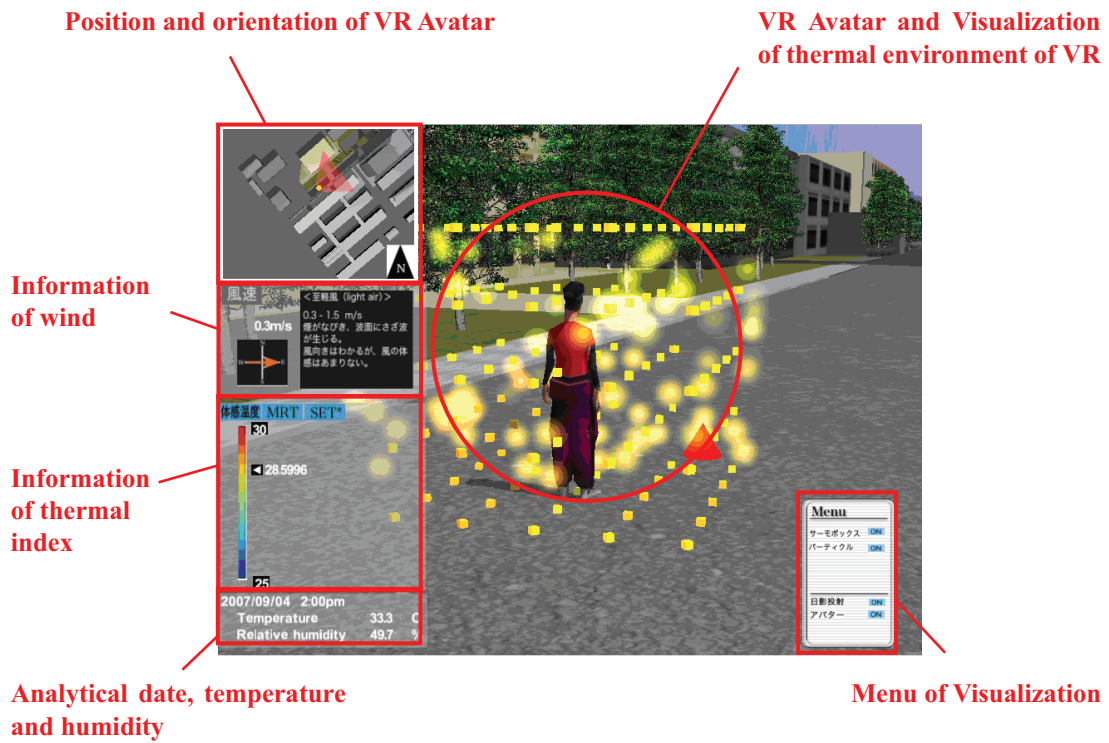 Position and orientation of VR Avatar
VR Avatar and Visualization
of thermal environment of VR
N
Information
of wind
風速
0.3m/s
N
W
E
S
<至軽風（light air）>
0.3 - 1.5 m/s
煙がなびき、波面にさざ波
が生じる。
風向きはわかるが、風の体
感はあまりない。
Information
of thermal
index
体感温度 MRT SET*
30
28.5996
25
2007/09/04 2:00pm
Temperature 33.3 C
Relative humidity 49.7 %
Menu
サーモボックス ON
パーティクル ON
日影投射 ON
アバター ON
Analytical date, temperature
and humidity
Menu of Visualization